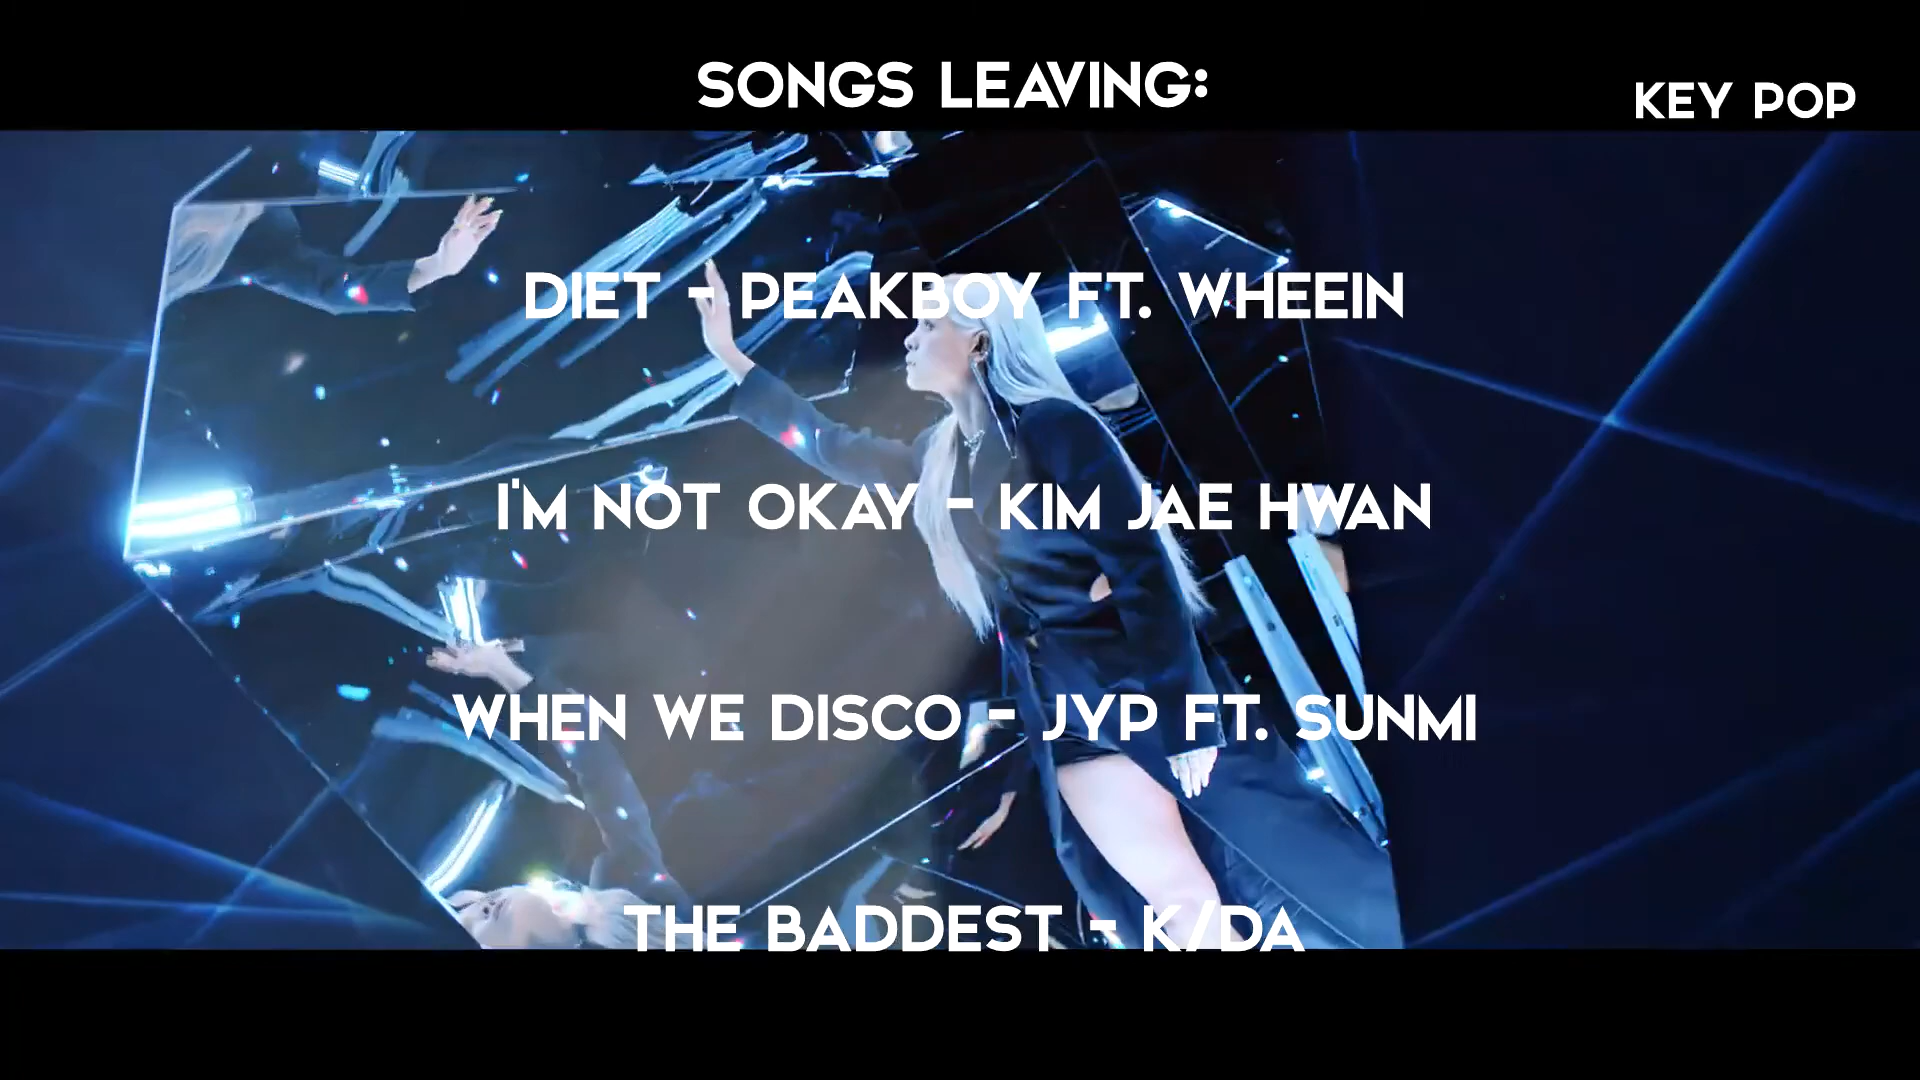 SONGS LEAVING:
KEY POP
DIET - PEAKBOY FT. WHEEIN
I'M NOT OKAY - KIM JAE HWAN
WHEN WE DISCO - JYP FT. SUNMI
THE BADDEST - K/DA